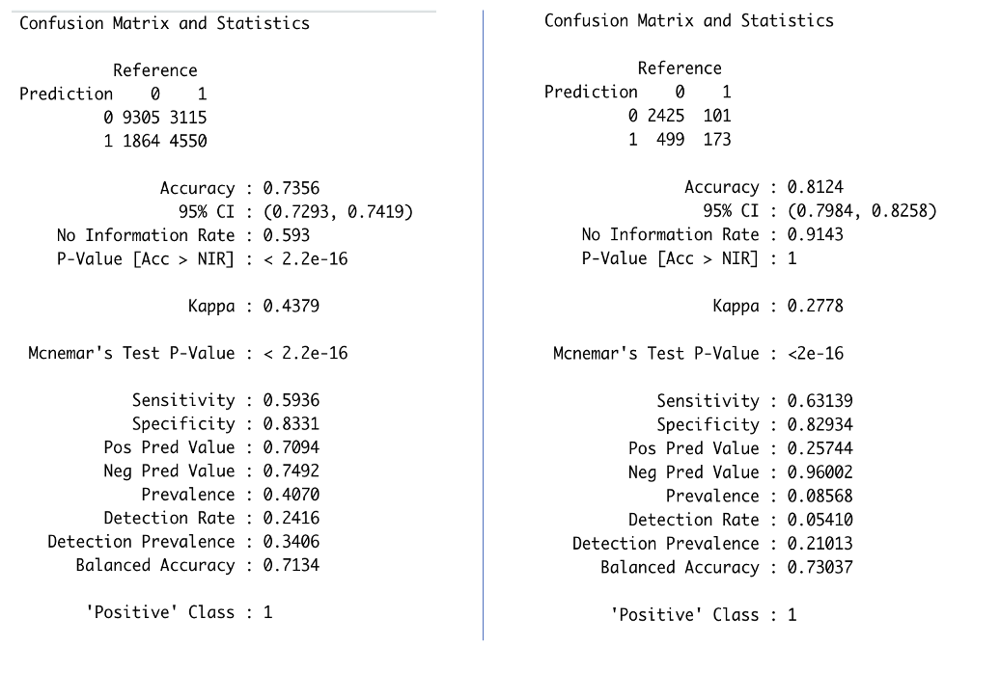 Confusion Matrix and Statistics
Reference
Prediction 0 1
0 9305 3115
1 1864 4550
Accuracy : 0.7356
95% CI : (0.7293, 0.7419)
No Information Rate : 0.593
P-Value [Acc > NIR] : < 2.2e-16
Kappa : 0.4379
Mcnemar's Test P-Value : < 2.2e-16
Sensitivity : 0.5936
Specificity : 0.8331
Pos Pred Value : 0.7094
Neg Pred Value : 0.7492
Prevalence : 0.4070
Detection Rate : 0.2416
Detection Prevalence : 0.3406
Balanced Accuracy : 0.7134
'Positive' Class : 1
Confusion Matrix and Statistics
Reference
Prediction 0 1
0 2425 101
1 499 173
Accuracy : 0.8124
95% CI : (0.7984, 0.8258)
No Information Rate : 0.9143
P-Value [Acc > NIR] : 1
Kappa : 0.2778
Mcnemar's Test P-Value : <2e-16
Sensitivity : 0.63139
Specificity : 0.82934
Pos Pred Value : 0.25744
Neg Pred Value : 0.96002
Prevalence : 0.08568
Detection Rate : 0.05410
Detection Prevalence : 0.21013
Balanced Accuracy : 0.73037
'Positive' Class : 1